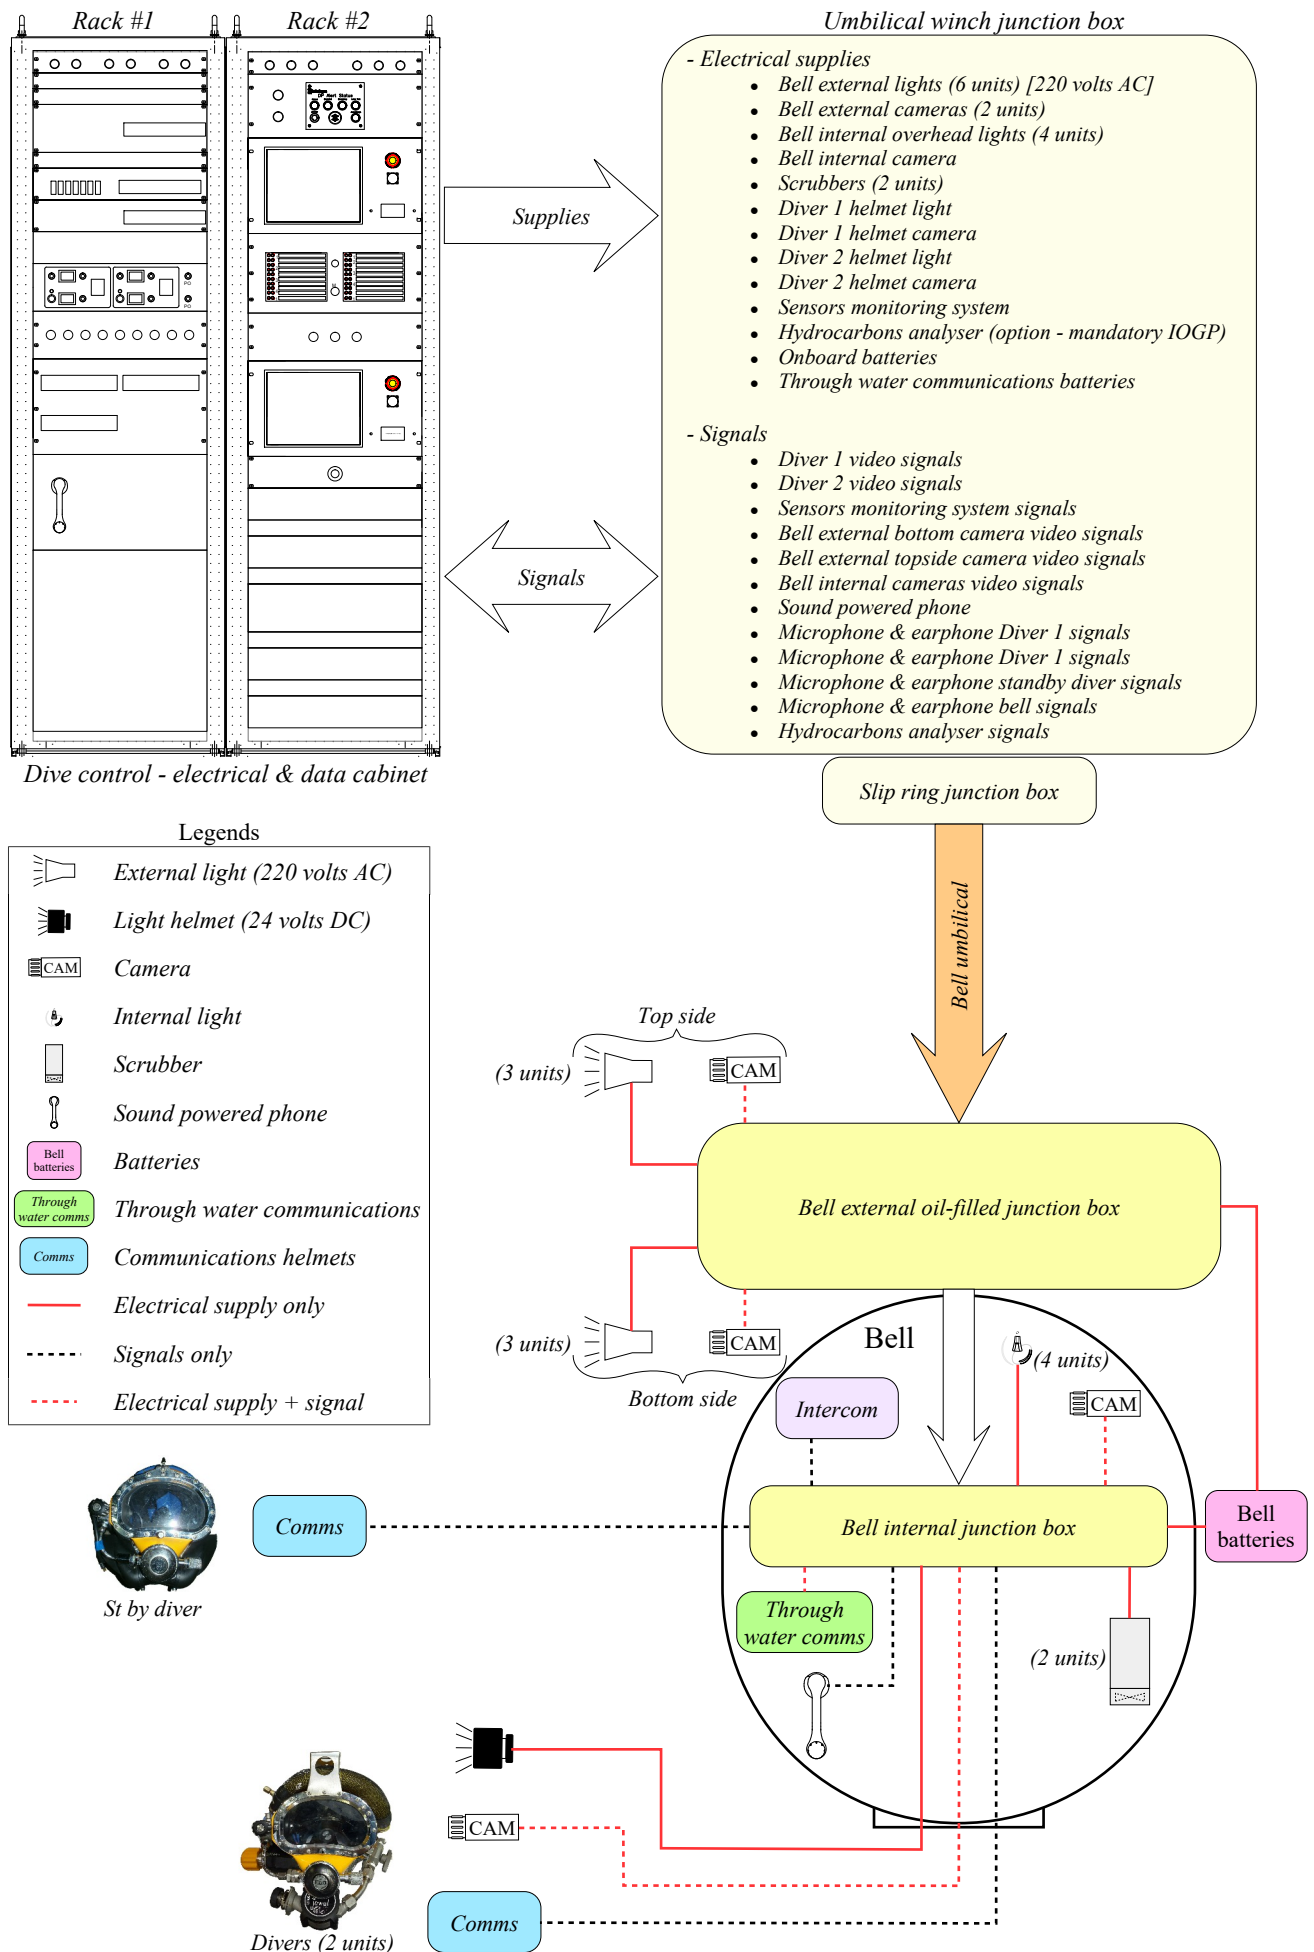 Rack #1
Rack #2
DP Alert Status
PO
PO
Dive control - electrical & data cabinet
Supplies
Signals
Umbilical winch junction box
- Electrical supplies
● Bell external lights (6 units) [220 volts AC]
● Bell external cameras (2 units)
● Bell internal overhead lights (4 units)
● Bell internal camera
● Scrubbers (2 units)
● Diver 1 helmet light
● Diver 1 helmet camera
● Diver 2 helmet light
● Diver 2 helmet camera
● Sensors monitoring system
● Hydrocarbons analyser (option - mandatory IOGP)
● Onboard batteries
● Through water communications batteries
- Signals
● Diver 1 video signals
● Diver 2 video signals
● Sensors monitoring system signals
● Bell external bottom camera video signals
● Bell external topside camera video signals
● Bell internal cameras video signals
● Sound powered phone
● Microphone & earphone Diver 1 signals
● Microphone & earphone Diver 1 signals
● Microphone & earphone standby diver signals
● Microphone & earphone bell signals
● Hydrocarbons analyser signals
Slip ring junction box
Bell umbilical
Legends
External light (220 volts AC)
Light helmet (24 volts DC)
CAM
Camera
Internal light
Scrubber
Sound powered phone
Bell
batteries
Batteries
Through
water comms
Through water communications
Comms
Communications helmets
Electrical supply only
Signals only
Electrical supply + signal
Top side
(3 units)
CAM
Bell external oil-filled junction box
(3 units)
CAM
Bottom side
Bell
(4 units)
CAM
Intercom
Bell internal junction box
Bell
batteries
Through
water comms
(2 units)
Comms
St by diver
CAM
Comms
Divers (2 units)